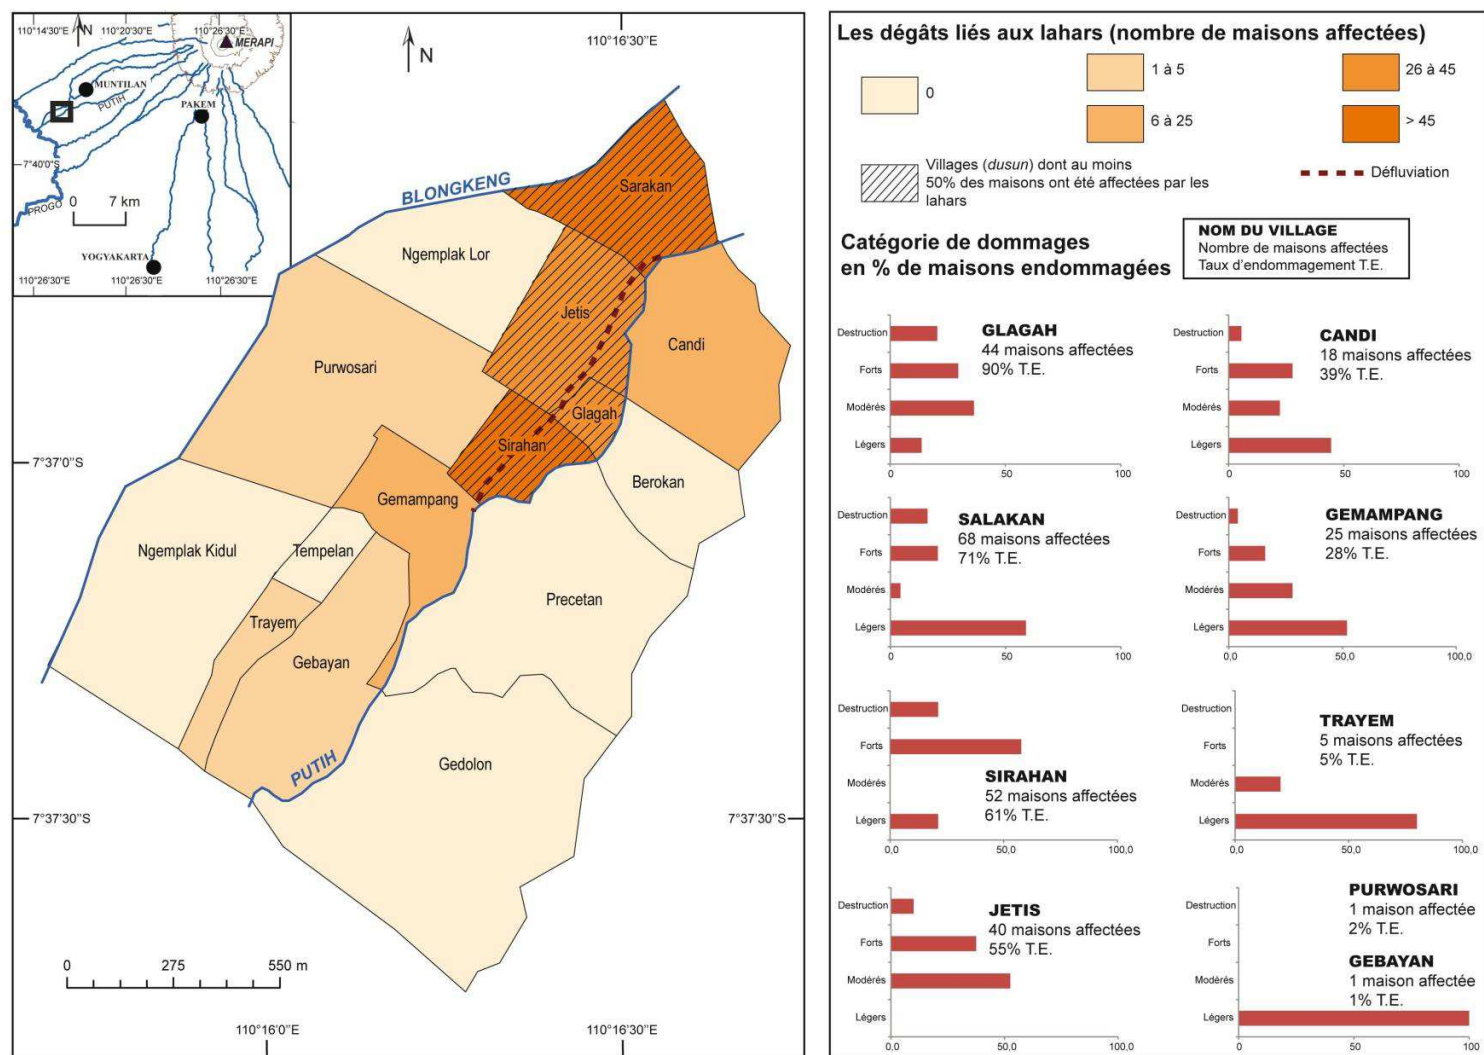 110°14'30"E
N
110°20'30"E
110°26'30"E
MERAPI
MUNTILAN
PUTIH
PAKEM
7°40'0"S
0 7 km
PROGO
YOGYAKARTA
110°26'30"E
110°26'30"E
110°26'30"E
N
110°16'30"E
BLONGKENG
Sarakan
Ngemplak Lor
Jetis
Candi
Purwosari
Glagah
Sirahan
7°37'0''S
Berokan
Gemampang
Ngemplak Kidul
Tempelan
Precetan
Trayem
Gebayan
PUTIH
Gedolon
7°37'30''S
7°37'30''S
0 275 550 m
110°16'0''E
110°16'30''E
Les dégâts liés aux lahars (nombre de maisons affectées)
0
1 à 5
26 à 45
6 à 25
> 45
Villages (dusun) dont au moins
50% des maisons ont été affectées par les
lahars
Défluviation
Catégorie de dommages
en % de maisons endommagées
NOM DU VILLAGE
Nombre de maisons affectées
Taux d'endommagement T.E.
Destruction
Forts
Modérés
Légers
0 50 100
GLAGAH
44 maisons affectées
90% T.E.
Destruction
Forts
Modérés
Légers
0 50 100
CANDI
18 maisons affectées
39% T.E.
Destruction
Forts
Modérés
Légers
0 50 100
SALAKAN
68 maisons affectées
71% T.E.
Destruction
Forts
Modérés
Légers
0,0 50,0 100,0
GEMAMPANG
25 maisons affectées
28% T.E.
Destruction
Forts
Modérés
Légers
0,0 50,0 100,0
SIRAHAN
52 maisons affectées
61% T.E.
Destruction
Forts
Modérés
Légers
0,0 50,0 100,0
TRAYEM
5 maisons affectées
5% T.E.
Destruction
Forts
Modérés
Légers
0 50,0 100,0
JETIS
40 maisons affectées
55% T.E.
Destruction
Forts
Modérés
Légers
0 50 100
PURWOSARI
1 maison affectée
2% T.E.
GEBAYAN
1 maison affectée
1% T.E.